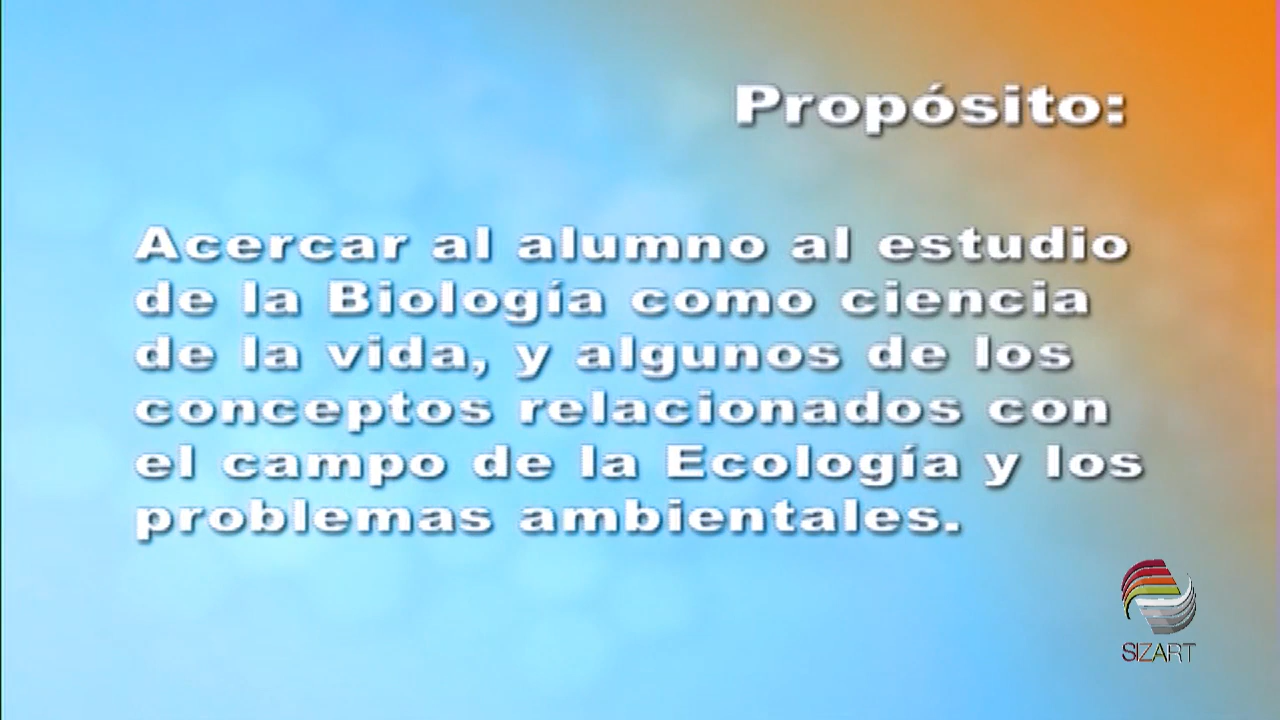 Propósito:
Acercar al alumno al estudio
de la Biología como ciencia
de la vida, y algunos de los
conceptos relacionados con
el campo de la Ecología y los
problemas ambientales.
SIZART